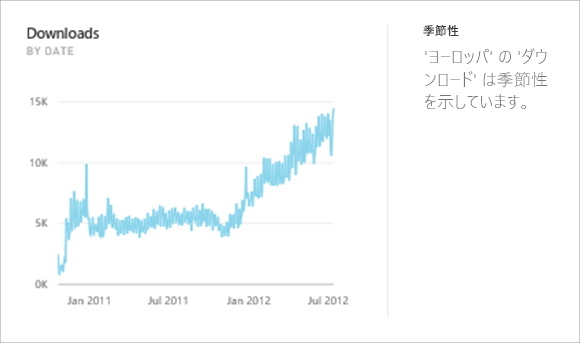 Downloads
BY DATE
15K
10K
5K
0K
Jan 2011
Jul 2011
Jan 2012
Jul 2012
季節性
'ヨーロッパ' の 'ダウ
ンロード' は季節性
を示しています。